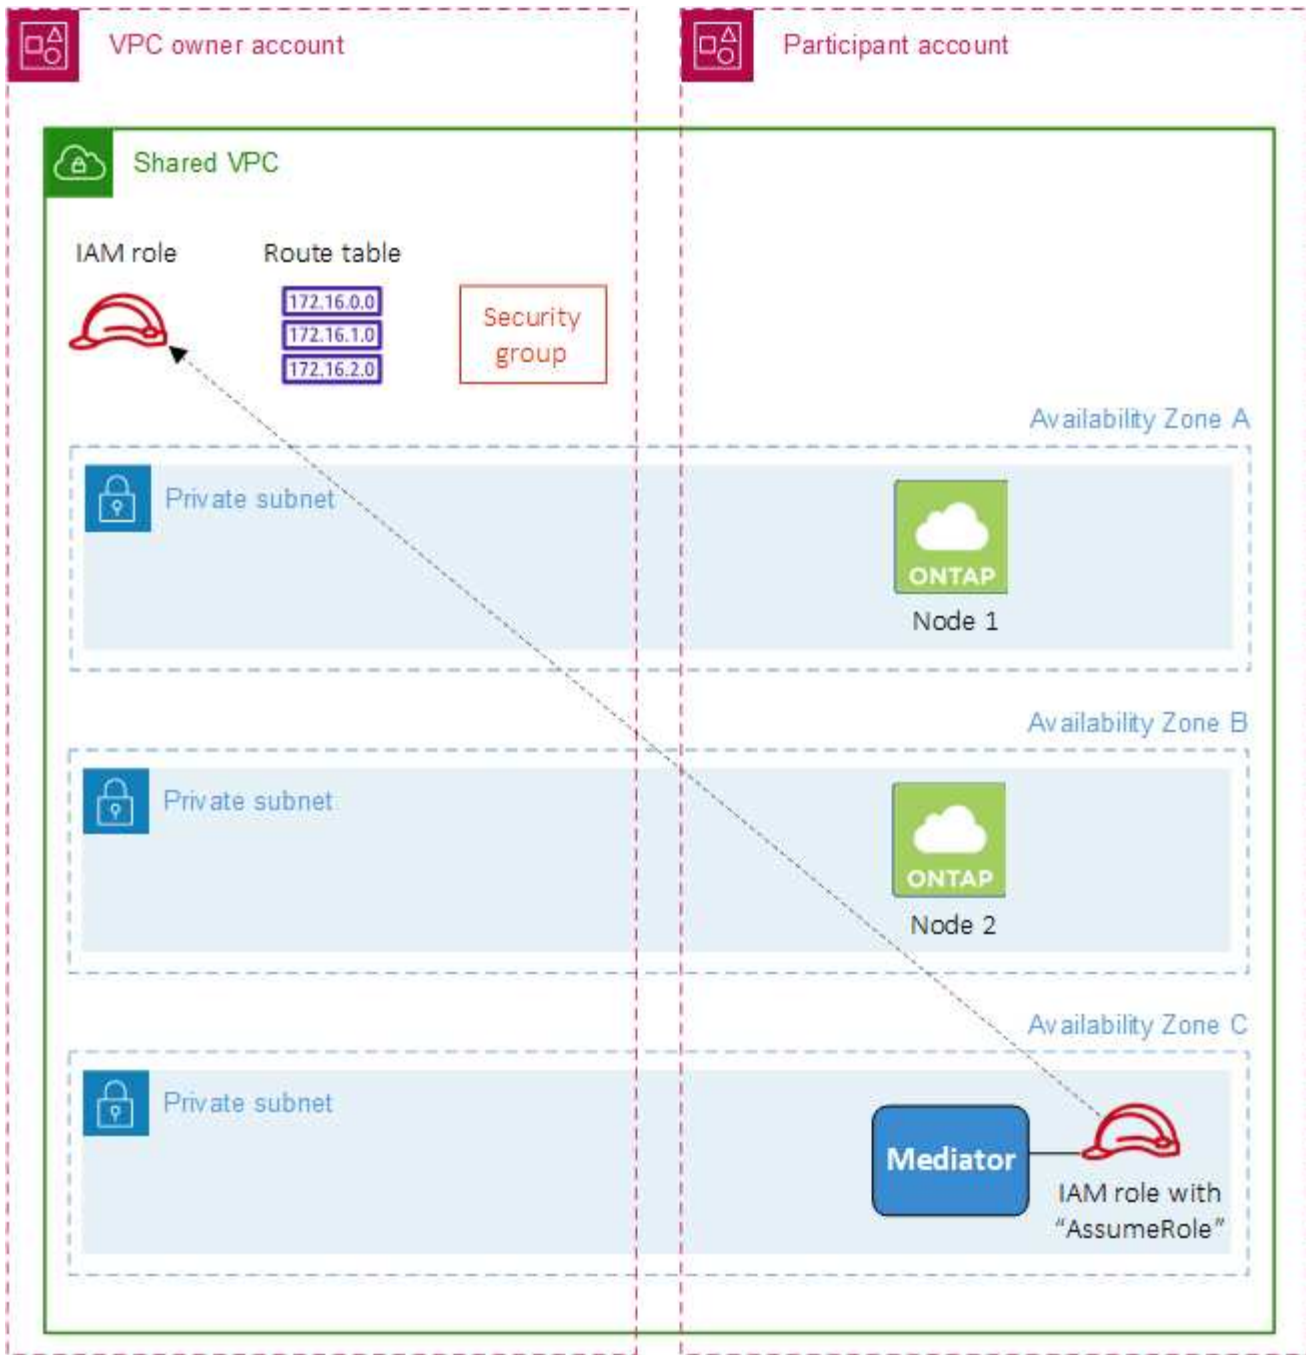 VPC owner account
Participant account
Shared VPC
IAM role
Route table
172.16.0.0
172.16.1.0
172.16.2.0
Security
group
Availability Zone A
Private subnet
ONTAP
Node 1
Availability Zone B
Private subnet
ONTAP
Node 2
Availability Zone C
Private subnet
Mediator
IAM role with
“AssumeRole”